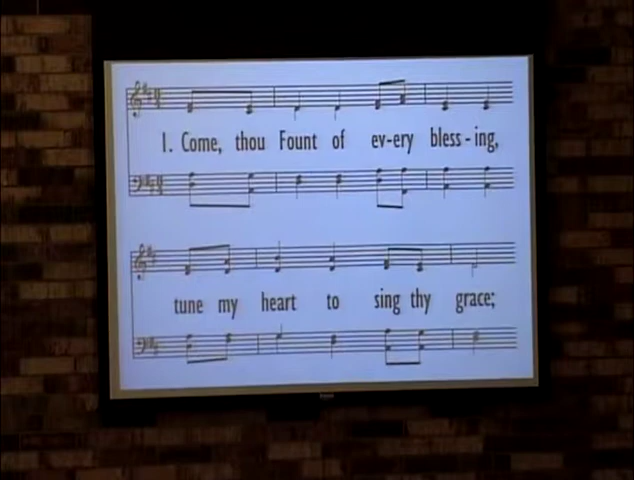 1. Come, thou Fount of ev-ery bless-ing,
tune my heart to sing thy grace;